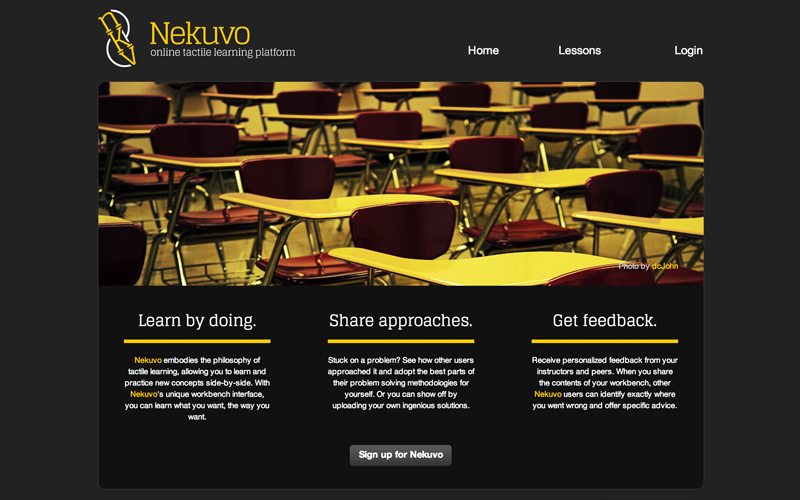 Nekuvo
online tactile learning platform
Home Lessons Login
Photo by dcJohn
Learn by doing.
Nekuvo embodies the philosophy of
tactile learning, allowing you to learn and
practice new concepts side-by-side. With
Nekuvo's unique workbench interface,
you can learn what you want, the way you
want.
Share approaches.
Stuck on a problem? See how other users
approached it and adopt the best parts of
their problem solving methodologies for
yourself. Or you can show off by
uploading your own ingenious solutions.
Get feedback.
Receive personalized feedback from your
instructors and peers. When you share
the contents of your workbench, other
Nekuvo users can identify exactly where
you went wrong and offer specific advice.
Sign up for Nekuvo